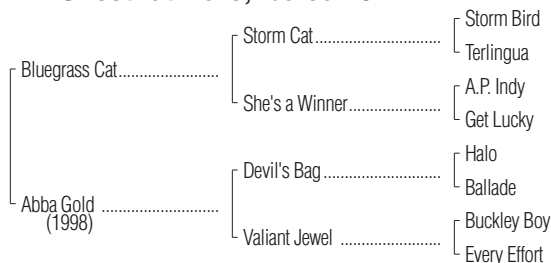 Storm Bird
Storm Cat..............................
Terlingua
Bluegrass Cat........................
A.P. Indy
She's a Winner......................
Get Lucky
Halo
Devil's Bag ............................
Ballade
Abba Gold ............................
(1998)
Buckley Boy
Valiant Jewel ........................
Every Effort